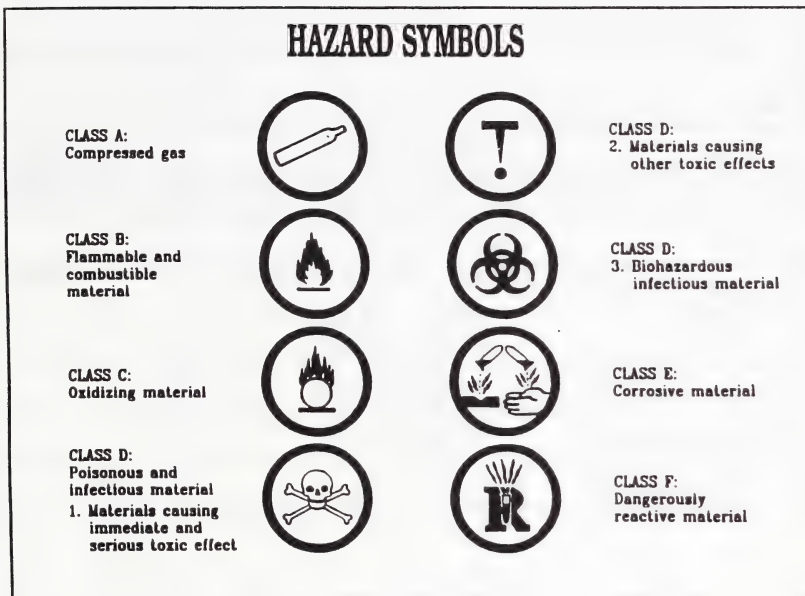 HAZARD SYMBOLS
CLASS A:
Compressed gas
CLASS B:
Flammable and
combustible
material
CLASS C:
Oxidizing material
CLASS D:
Poisonous and
infectious material
1. Materials causing
immediate and
serious toxic effect
CLASS D:
2. Materials causing
other toxic effects
CLASS D:
3. Biohazardous
infectious material
CLASS E:
Corrosive material
R
CLASS F:
Dangerously
reactive material